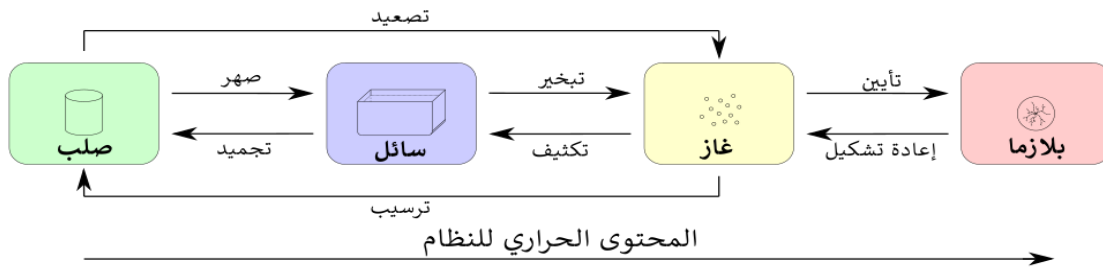 تصعيد
صهر
تبخير
تأيين
صلب
سائل
غاز
بلازما
تجميد
تكثيف
إعادة تشكيل
ترسيب
المحتوى الحراري للنظام